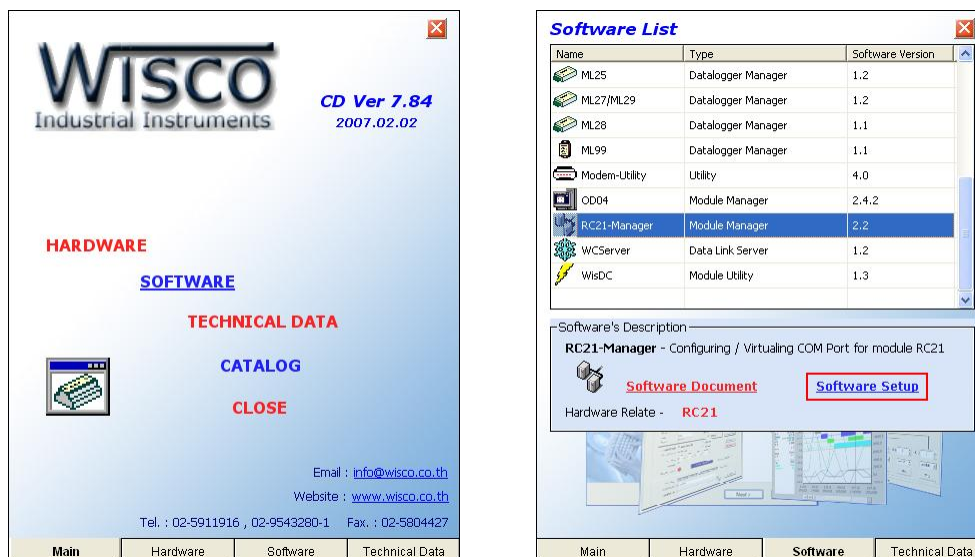 WISCO
Industrial Instruments
CD Ver 7.84
2007.02.02
HARDWARE
SOFTWARE
TECHNICAL DATA
CATALOG
CLOSE
Email : info@wisco.co.th
Website : www.wisco.co.th
Tel. : 02-5911916 , 02-9543280-1 Fax. : 02-5804427
Main Hardware Software Technical Data
Software List
Name Type Software Version
ML25 Datalogger Manager 1.2
ML27/ML29 Datalogger Manager 1.2
ML28 Datalogger Manager 1.1
ML99 Datalogger Manager 1.1
Modem-Utility Utility 4.0
OD04 Module Manager 2.4.2
RC21-Manager Module Manager 2.2
WCServer Data Link Server 1.2
WisDC Module Utility 1.3
Software's Description
RC21-Manager - Configuring / Virtualing COM Port for module RC21
Software Document Software Setup
Hardware Relate - RC21
Next >
Main Hardware Software Technical Data